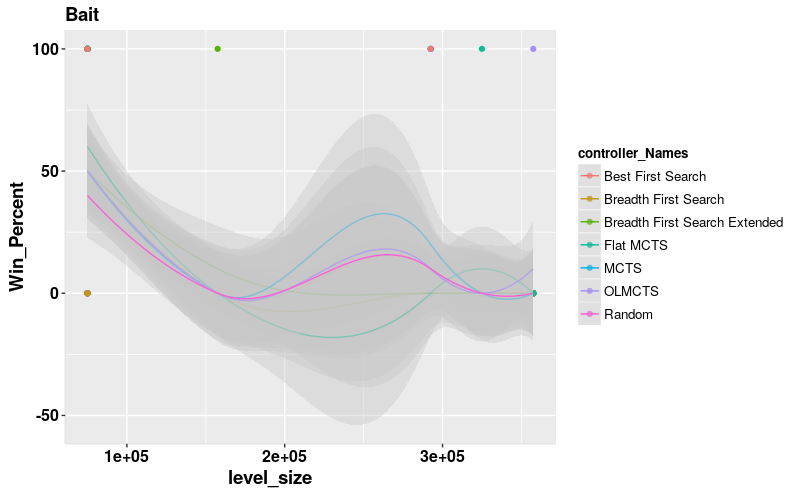 Bait
100
50
0
-50
Win_Percent
1e+05
2e+05
3e+05
level_size
controller_Names
Best First Search
Breadth First Search
Breadth First Search Extended
Flat MCTS
MCTS
OLMCTS
Random